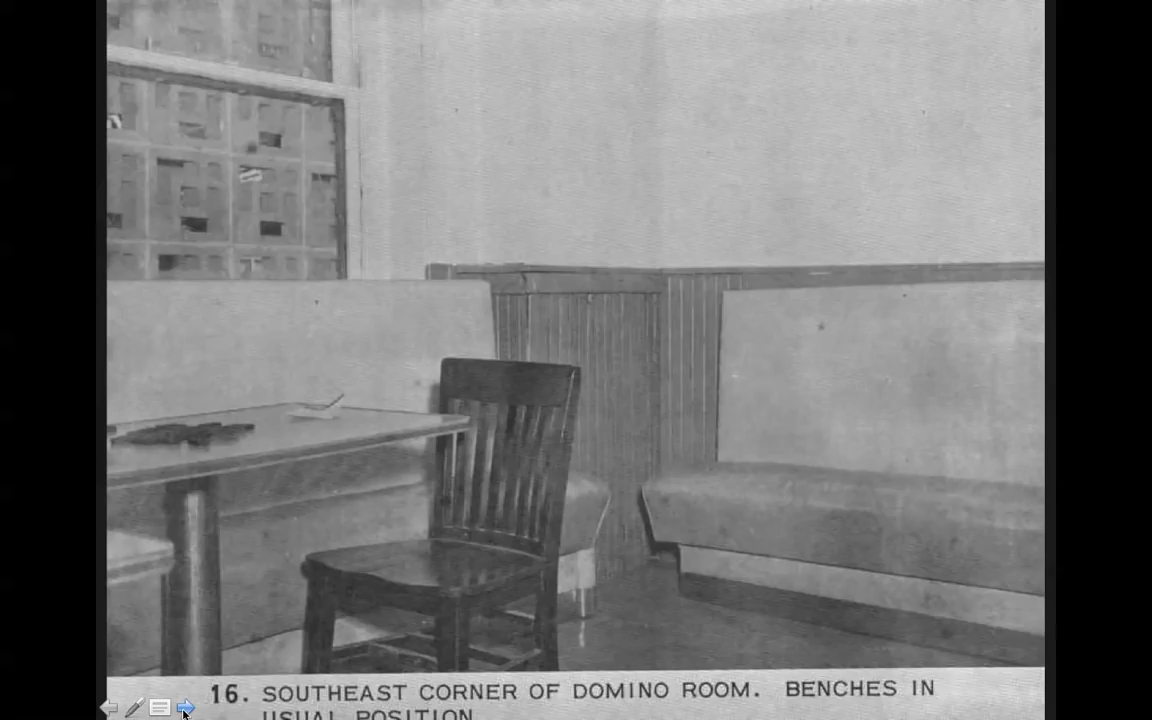 16. SOUTHEAST CORNER OF DOMINO ROOM. BENCHES IN
USUAL POSITION